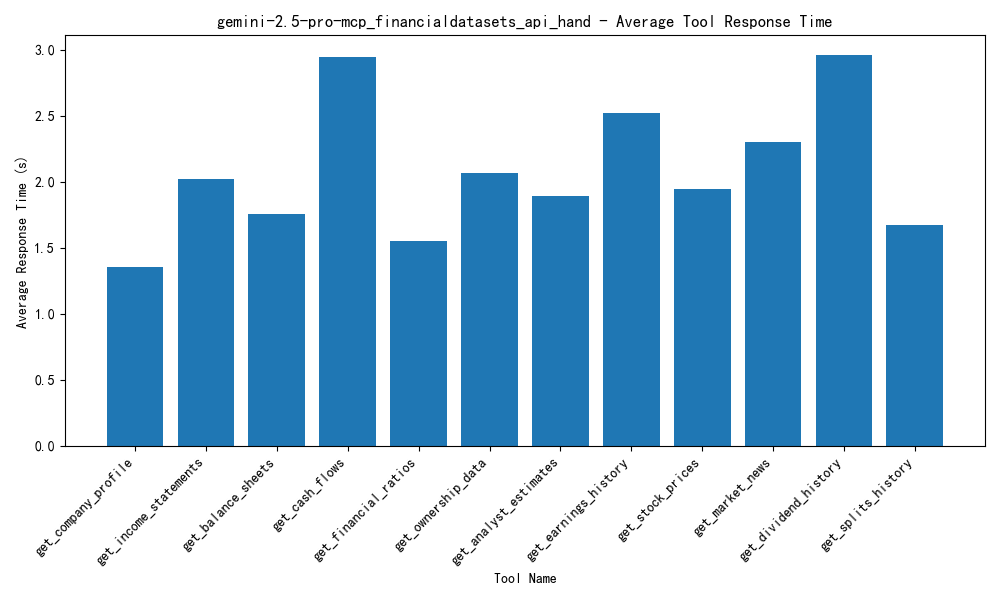 gemini-2.5-pro-mcp_financialdatasets_api_hand - Average Tool Response Time
Average Response Time (s)
3.0
2.5
2.0
1.5
1.0
0.5
0.0
get_company_profile
get_income_statements
get_balance_sheets
get_cash_flows
get_financial_ratios
get_ownership_data
get_analyst_estimates
get_earnings_history
get_stock_prices
get_market_news
get_dividend_history
get_splits_history
Tool Name